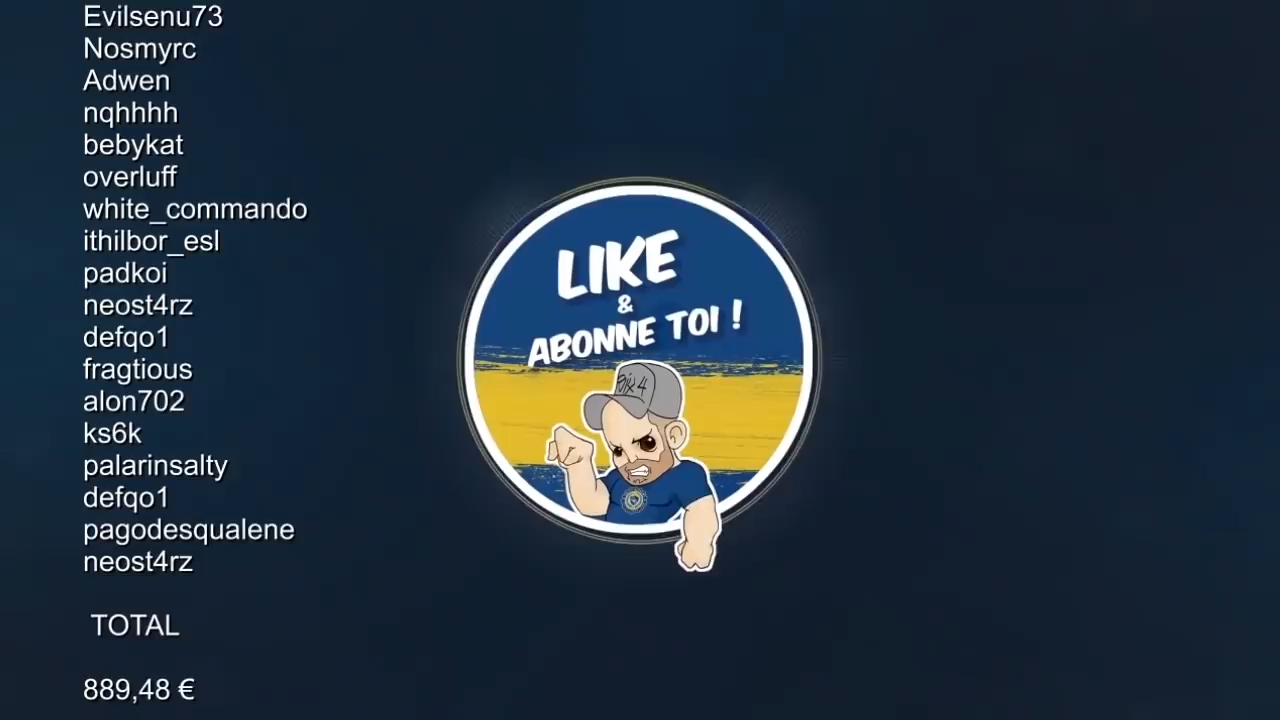 Evilsenu73
Nosmyrc
Adwen
nqhhhh
bebykat
overluff
white_commando
ithilbor_esl
padkoi
neost4rz
defqo1
fragtious
alon702
ks6k
palarinsalty
defqo1
pagodesqualene
neost4rz
TOTAL
889,48 €
LIKE
&
ABONNE TOI !
Six4